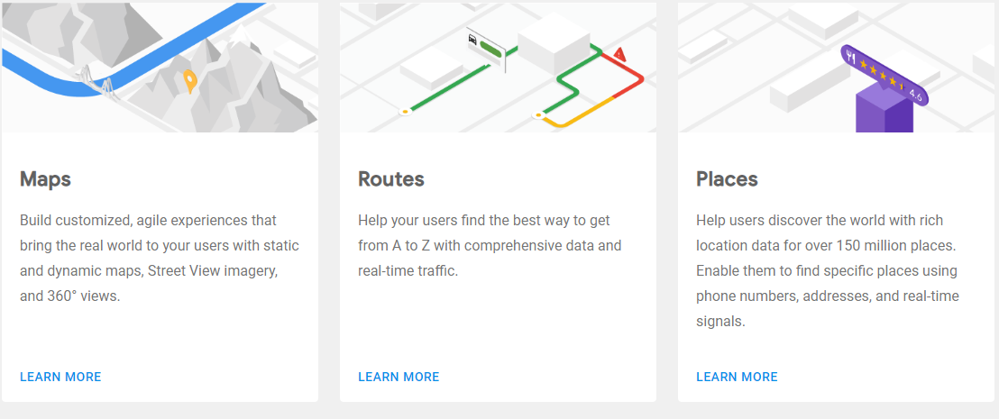 4.6
Maps
Build customized, agile experiences that
bring the real world to your users with static
and dynamic maps, Street View imagery,
and 360° views.
LEARN MORE
Routes
Help your users find the best way to get
from A to Z with comprehensive data and
real-time traffic.
LEARN MORE
Places
Help users discover the world with rich
location data for over 150 million places.
Enable them to find specific places using
phone numbers, addresses, and real-time
signals.
LEARN MORE